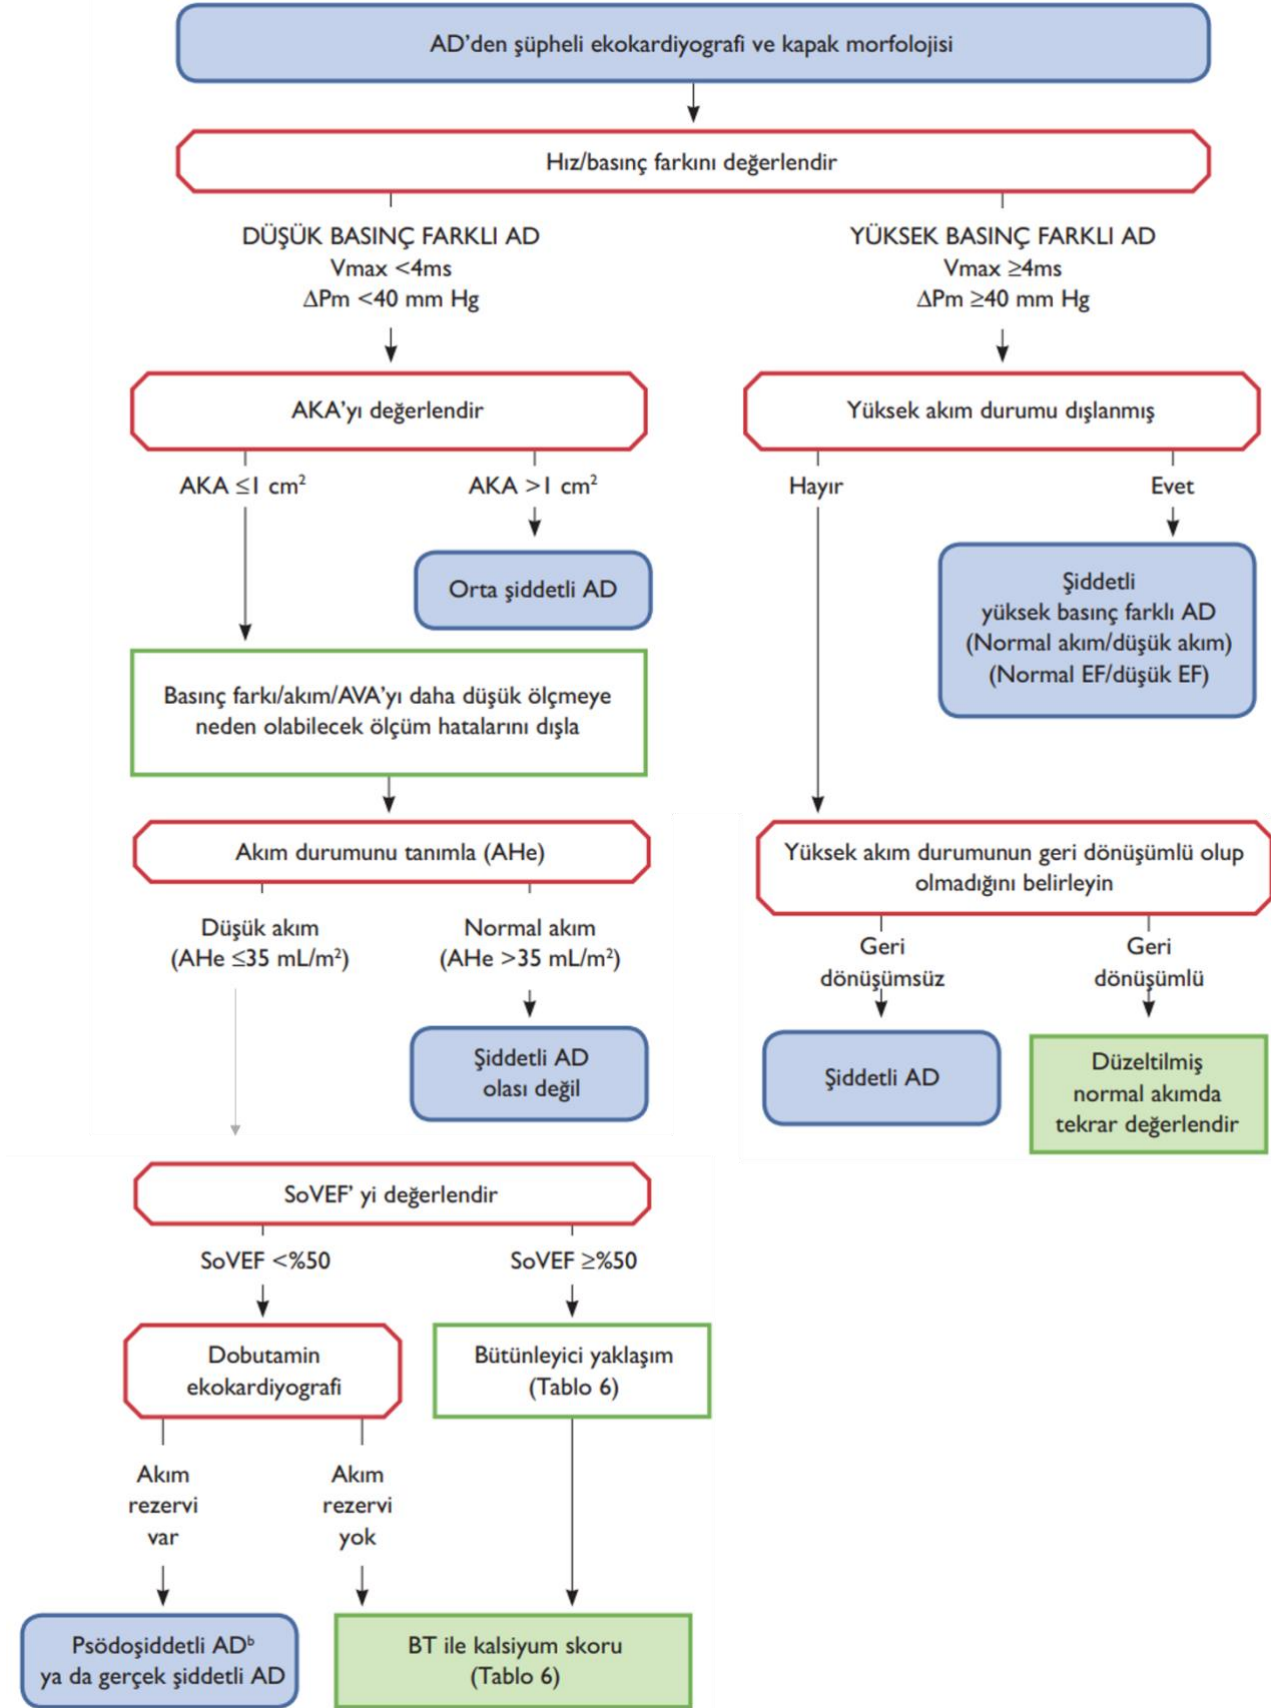 AD’den şüpheli ekokardiyografi ve kapak morfolojisi
Hız/basınç farkını değerlendir
DÜŞÜK BASINÇ FARKLI AD
Vmax <4ms
ΔPm <40 mm Hg
YÜKSEK BASINÇ FARKLI AD
Vmax ≥4ms
ΔPm ≥40 mm Hg
AKA’yı değerlendir
Yüksek akım durumu dışlanmış
AKA ≤1 cm²
AKA >1 cm²
Hayır
Evet
Orta şiddetli AD
Şiddetli
yüksek basınç farklı AD
(Normal akım/düşük akım)
(Normal EF/düşük EF)
Basınç farkı/akım/AVA’yı daha düşük ölçmeye
neden olabilecek ölçüm hatalarını dışla
Akım durumunu tanımla (AHe)
Yüksek akım durumunun geri dönüşümlü olup
olmadığını belirleyin
Düşük akım
(AHe ≤35 mL/m²)
Normal akım
(AHe >35 mL/m²)
Geri
dönüşümsüz
Geri
dönüşümlü
Şiddetli AD
olası değil
Şiddetli AD
Düzeltilmiş
normal akımda
tekrar değerlendir
SoVEF’ yi değerlendir
SoVEF <%50
SoVEF ≥%50
Dobutamin
ekokardiyografi
Bütünleyici yaklaşım
(Tablo 6)
Akım
rezervi
var
Akım
rezervi
yok
Psödoşiddetli ADᵇ
ya da gerçek şiddetli AD
BT ile kalsiyum skoru
(Tablo 6)